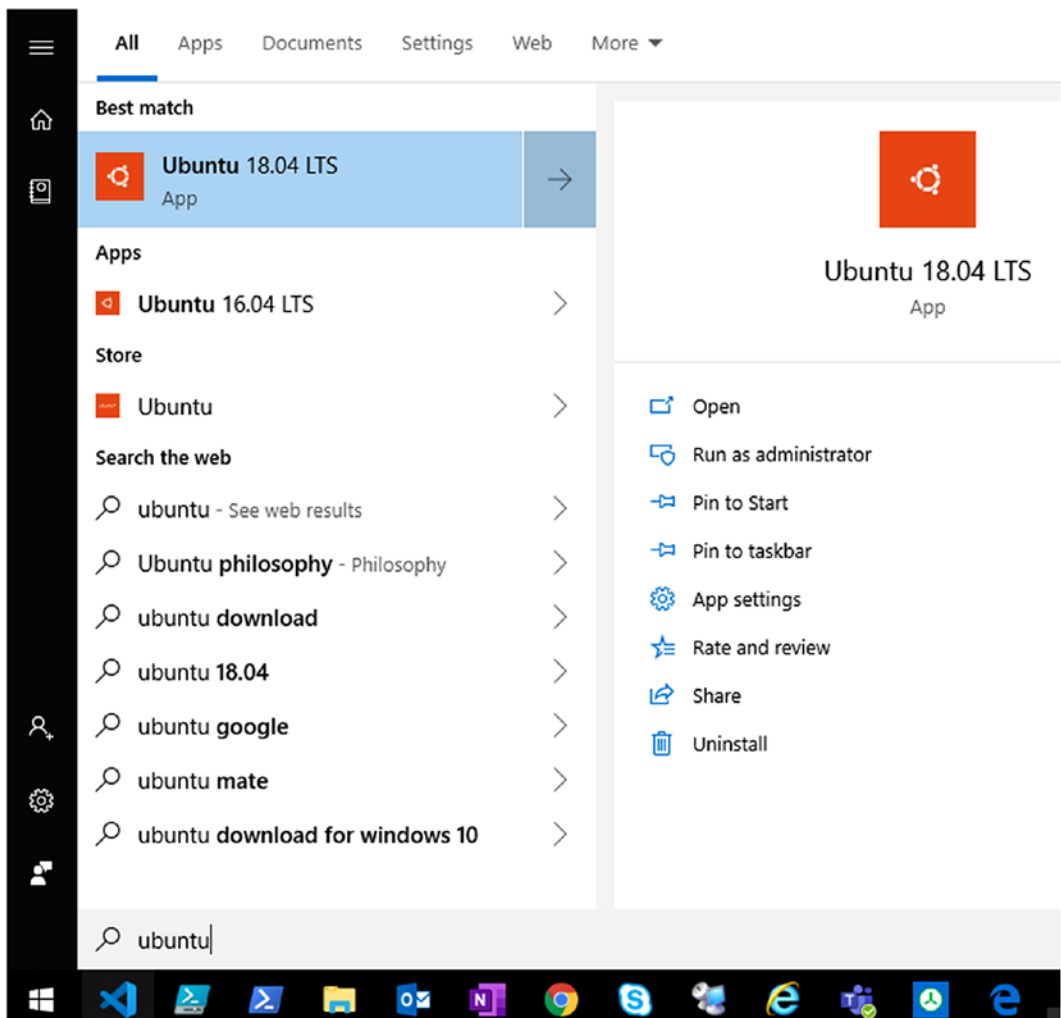 All Apps Documents Settings Web More
Best match
Ubuntu 18.04 LTS
App
Apps
Ubuntu 16.04 LTS
Store
Ubuntu
Search the web
ubuntu - See web results
Ubuntu philosophy - Philosophy
ubuntu download
ubuntu 18.04
ubuntu google
ubuntu mate
ubuntu download for windows 10
ubuntu
Ubuntu 18.04 LTS
App
Open
Run as administrator
Pin to Start
Pin to taskbar
App settings
Rate and review
Share
Uninstall